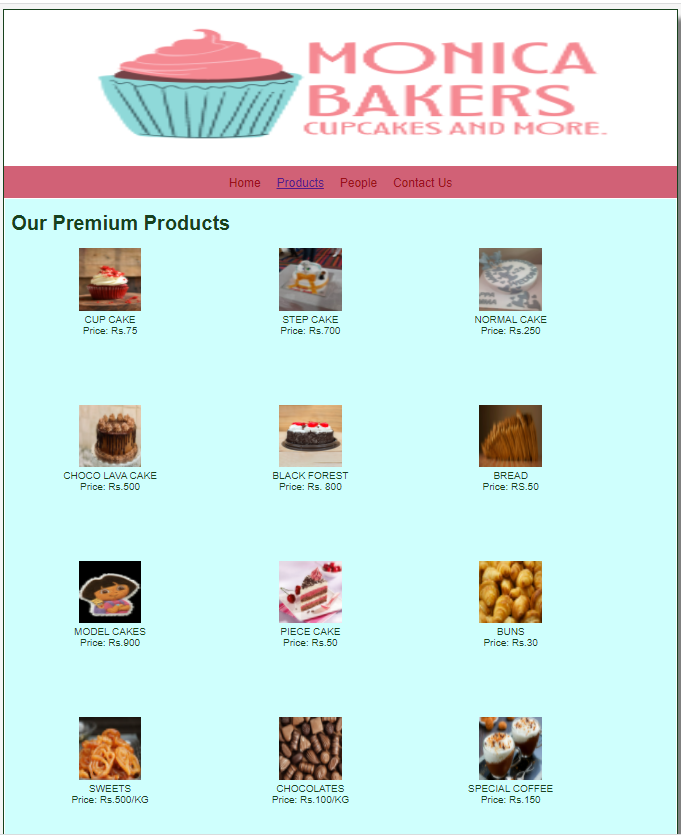 MONICA
BAKERS
CUPCAKES AND MORE.
Home Products People Contact Us
Our Premium Products
CUP CAKE
Price: Rs.75
STEP CAKE
Price: Rs.700
NORMAL CAKE
Price: Rs.250
CHOCO LAVA CAKE
Price: Rs.500
BLACK FOREST
Price: Rs. 800
BREAD
Price: RS.50
MODEL CAKES
Price: Rs.900
PIECE CAKE
Price: Rs.50
BUNS
Price: Rs.30
SWEETS
Price: Rs.500/KG
CHOCOLATES
Price: Rs.100/KG
SPECIAL COFFEE
Price: Rs.150